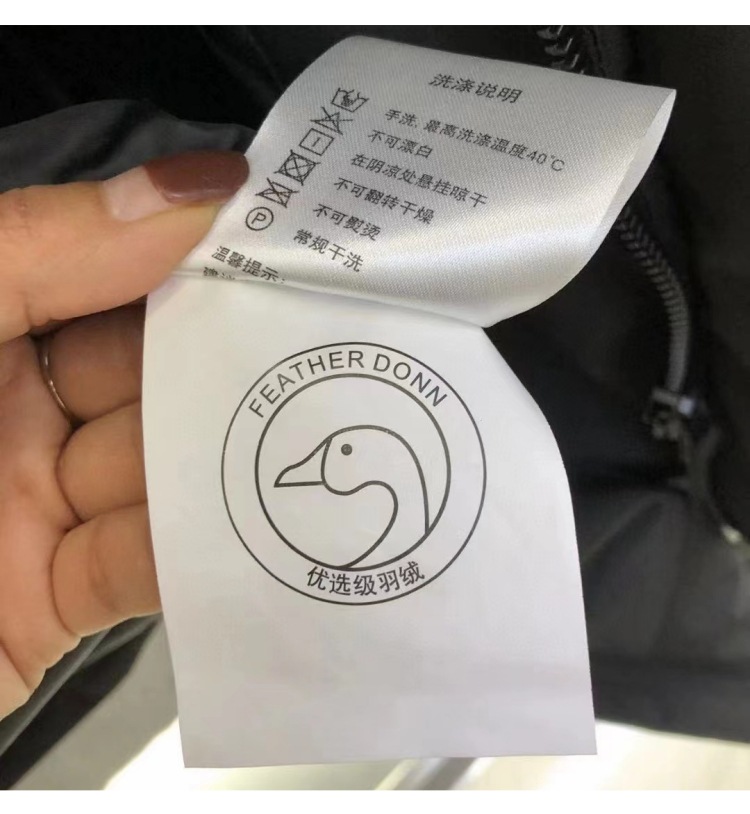 洗涤说明
手洗,最高洗涤温度40℃
不可漂白
在阴凉处悬挂晾干
不可翻转干燥
不可熨烫
常规干洗
P
温馨提示:
FEATHER DONN
优选级羽绒